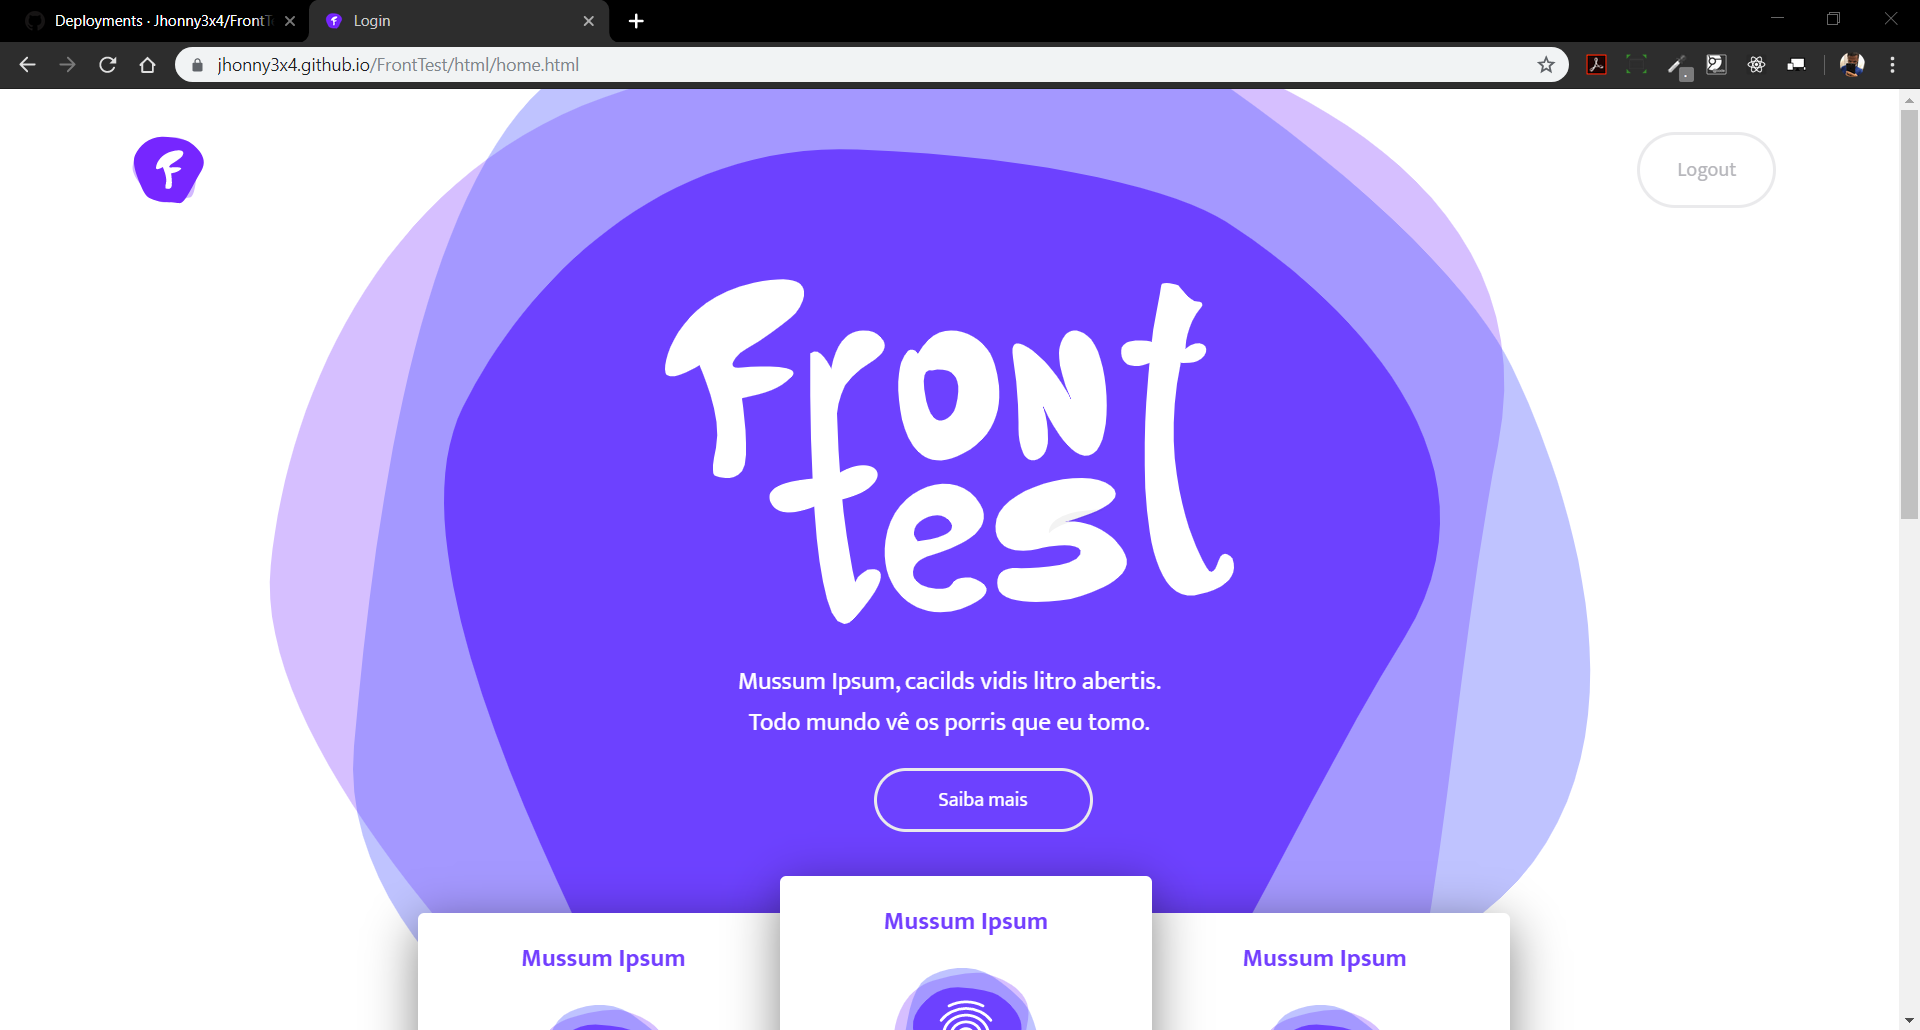 Deployments · Jhonny3x4/FrontTe
Login
jhonny3x4.github.io/FrontTest/html/home.html
F
Logout
Front
test
Mussum Ipsum, cacilds vidis litro abertis.
Todo mundo vê os porris que eu tomo.
Saiba mais
Mussum Ipsum
Mussum Ipsum
Mussum Ipsum